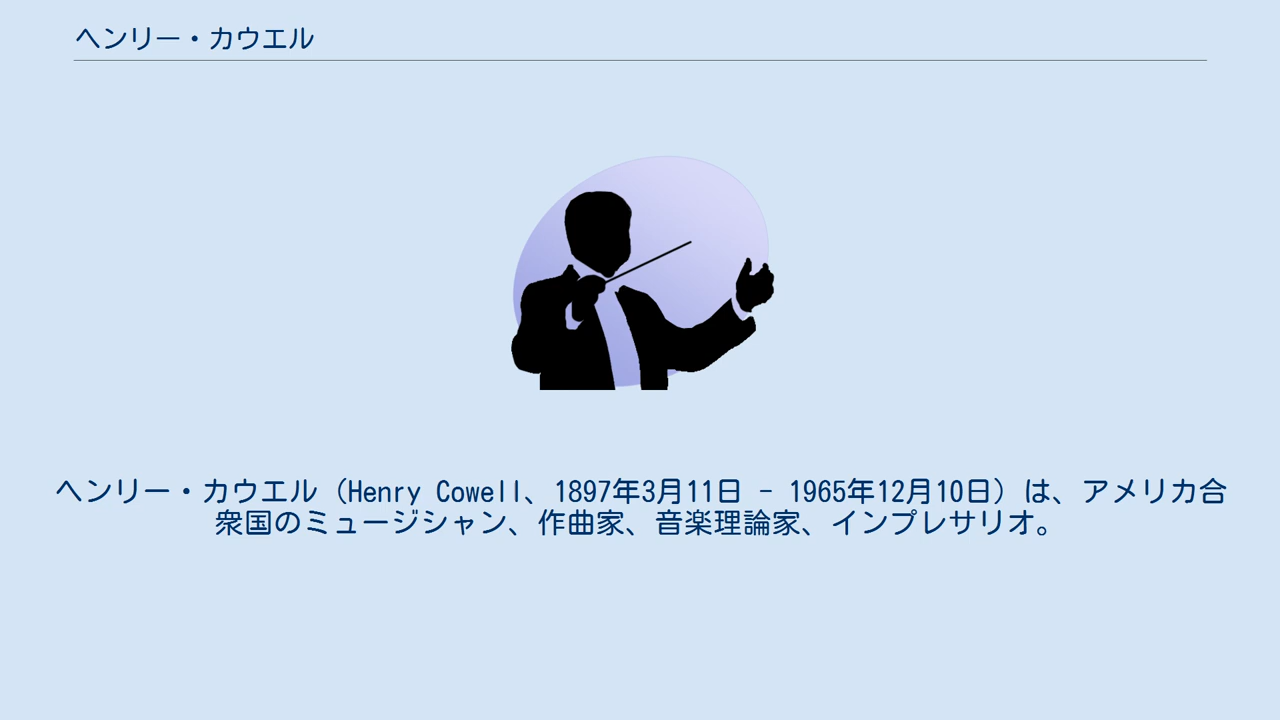 ヘンリー・カウエル
ヘンリー・カウエル（Henry Cowell、1897年3月11日 - 1965年12月10日）は、アメリカ合
衆国のミュージシャン、作曲家、音楽理論家、インプレサリオ。